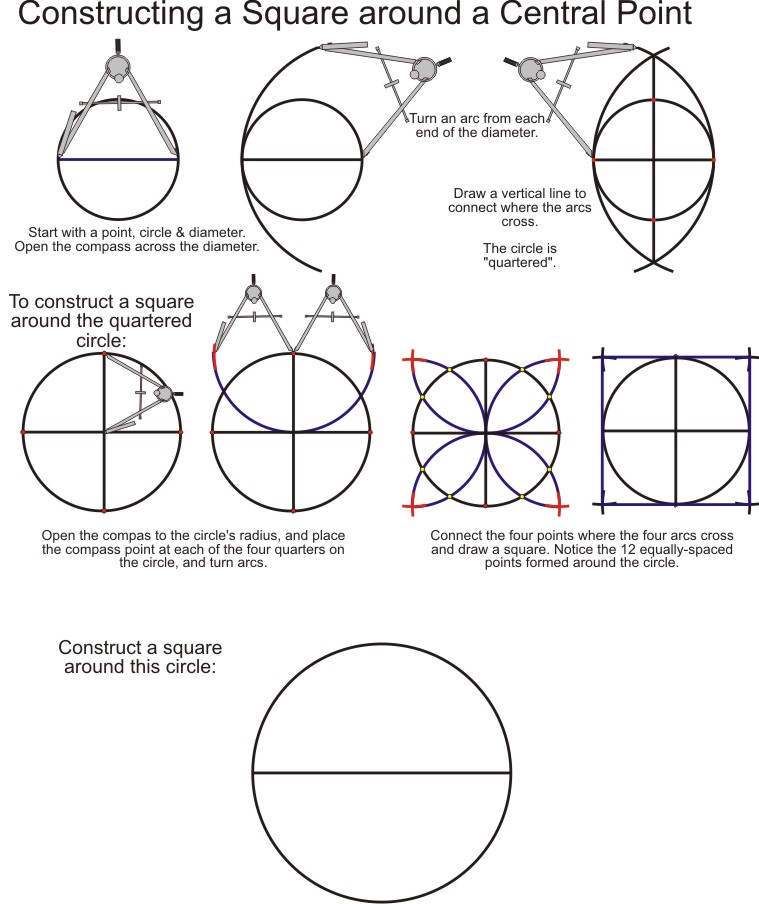 Constructing a Square around a Central Point
Turn an arc from each
end of the diameter.
Draw a vertical line to
connect where the arcs
cross.
The circle is
"quartered".
Start with a point, circle & diameter.
Open the compass across the diameter.
To construct a square
around the quartered
circle:
Open the compas to the circle's radius, and place
the compass point at each of the four quarters on
the circle, and turn arcs.
Connect the four points where the four arcs cross
and draw a square. Notice the 12 equally-spaced
points formed around the circle.
Construct a square
around this circle: